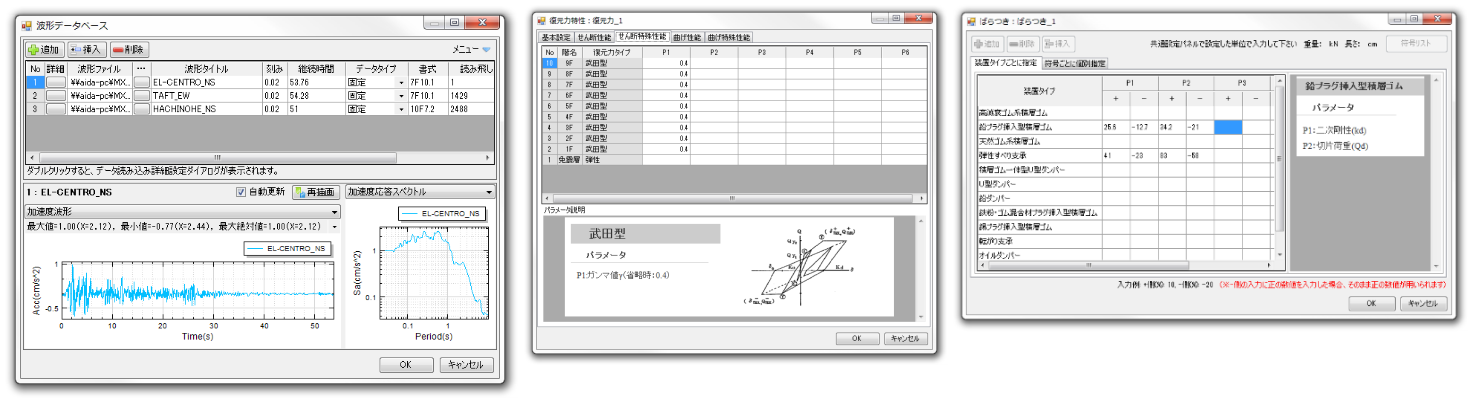 波形データベース
追加 挿入 削除 メニュー
No 詳細 波形ファイル ... 波形タイトル 刻み 継続時間 データタイプ 書式 読み飛し
1 ¥¥aida-pc¥MX... EL-CENTRO_NS 0.02 53.76 固定 7F10.1 1
2 ¥¥aida-pc¥MX... TAFT_EW 0.02 54.28 固定 7F10.1 1429
3 ¥¥aida-pc¥MX... HACHINOHE_NS 0.02 51 固定 10F7.2 2488
ダブルクリックすると、データ読み込み詳細設定ダイアログが表示されます。
1 : EL-CENTRO_NS 自動更新 再描画
加速度波形
最大値=1.00(X=2.12), 最小値=-0.77(X=2.44), 最大絶対値=1.00(X=2.12)
EL-CENTRO_NS
Acc(cm/s^2)
1
-0.5
0 10 20 30 40 50
Time(s)
加速度応答スペクトル
EL-CENTRO_NS
Sa(cm/s^2)
1
0.1
0.1 1
Period(s)
OK キャンセル
復元力特性 : 復元力_1
基本設定 せん断性能 せん断特殊性能 曲げ性能 曲げ特殊性能
No 階名 復元力タイプ P1 P2 P3 P4 P5 P6
10 9F 武田型 0.4
9 8F 武田型 0.4
8 7F 武田型 0.4
7 6F 武田型 0.4
6 5F 武田型 0.4
5 4F 武田型 0.4
4 3F 武田型 0.4
3 2F 武田型 0.4
2 1F 武田型 0.4
1 免震層 弾性
パラメータ説明
武田型
パラメータ
P1:ガンマ値γ(省略時:0.4)
OK キャンセル
ばらつき : ばらつき_1
追加 削除 挿入 共通設定パネルで設定した単位で入力して下さい 重量: kN 長さ: cm 符号リスト
装置タイプごとに指定 符号ごとに個別指定
装置タイプ P1 P2 P3
+ - + - + -
高減衰ゴム系積層ゴム
鉛プラグ挿入型積層ゴム 25.6 -12.7 34.2 -21
天然ゴム系積層ゴム
弾性すべり支承 41 -23 83 -50
積層ゴム一体型U型ダンパー
U型ダンパー
鉛ダンパー
鉄粉・ゴム混合材プラグ挿入型積層ゴム
錫プラグ挿入型積層ゴム
転がり支承
オイルダンパー
鉛プラグ挿入型積層ゴム
パラメータ
P1:二次剛性(kd)
P2:切片荷重(Qd)
入力例 +側30: 10, -側30: -20 (※-側の入力に正の数値を入力した場合、そのまま正の数値が用いられます)
OK キャンセル